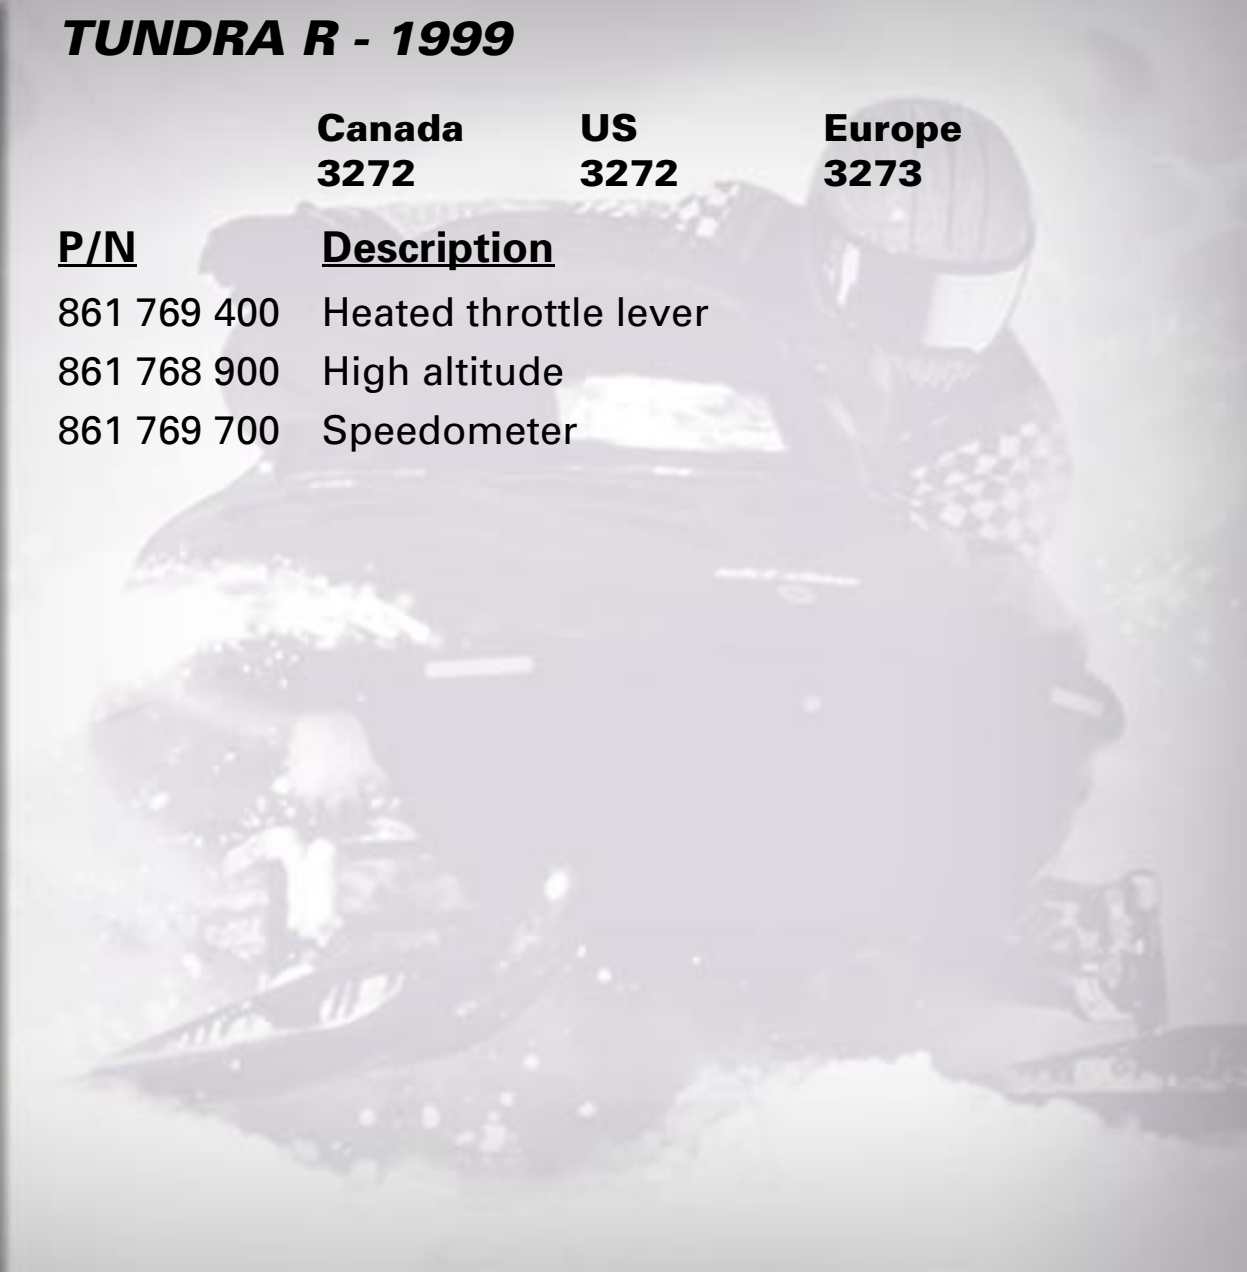 TUNDRA R - 1999
Canada US Europe
3272 3272 3273
P/N Description
861 769 400 Heated throttle lever
861 768 900 High altitude
861 769 700 Speedometer